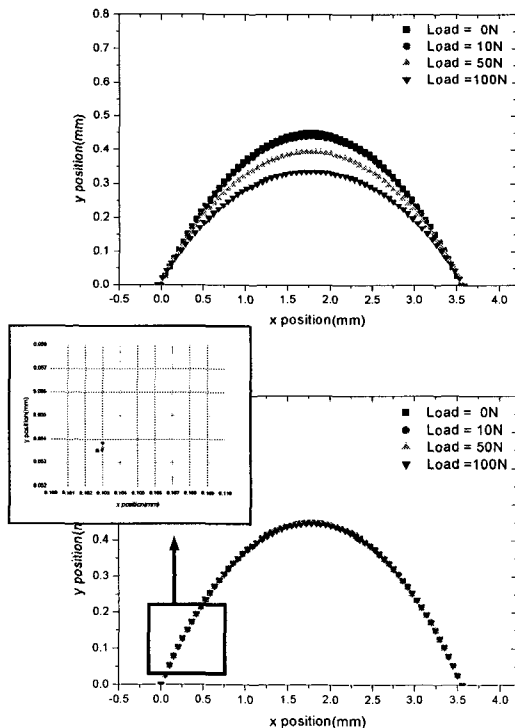 0.8
0.7
0.6
0.5
0.4
0.3
0.2
0.1
0.0
y position(mm)
Load = 0N
Load = 10N
Load = 50N
Load =100N
-0.5 0.0 0.5 1.0 1.5 2.0 2.5 3.0 3.5 4.0
x position(mm)
y position(mm)
x position(mm)
Load = 0N
Load = 10N
Load = 50N
Load =100N
0.4
0.3
0.2
0.1
0.0
y position(
-0.5 0.0 0.5 1.0 1.5 2.0 2.5 3.0 3.5 4.0
x position(mm)